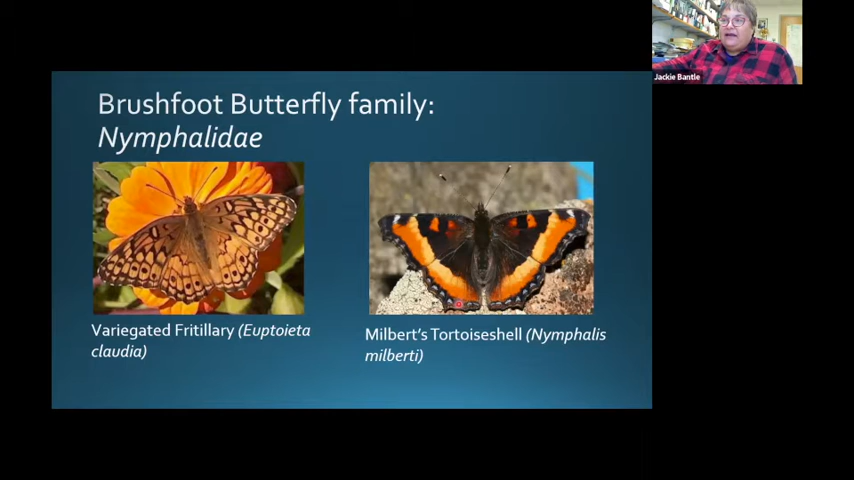 Jackie Bantle
Brushfoot Butterfly family:
Nymphalidae
Variegated Fritillary (Euptoieta
claudia)
Milbert's Tortoiseshell (Nymphalis
milberti)